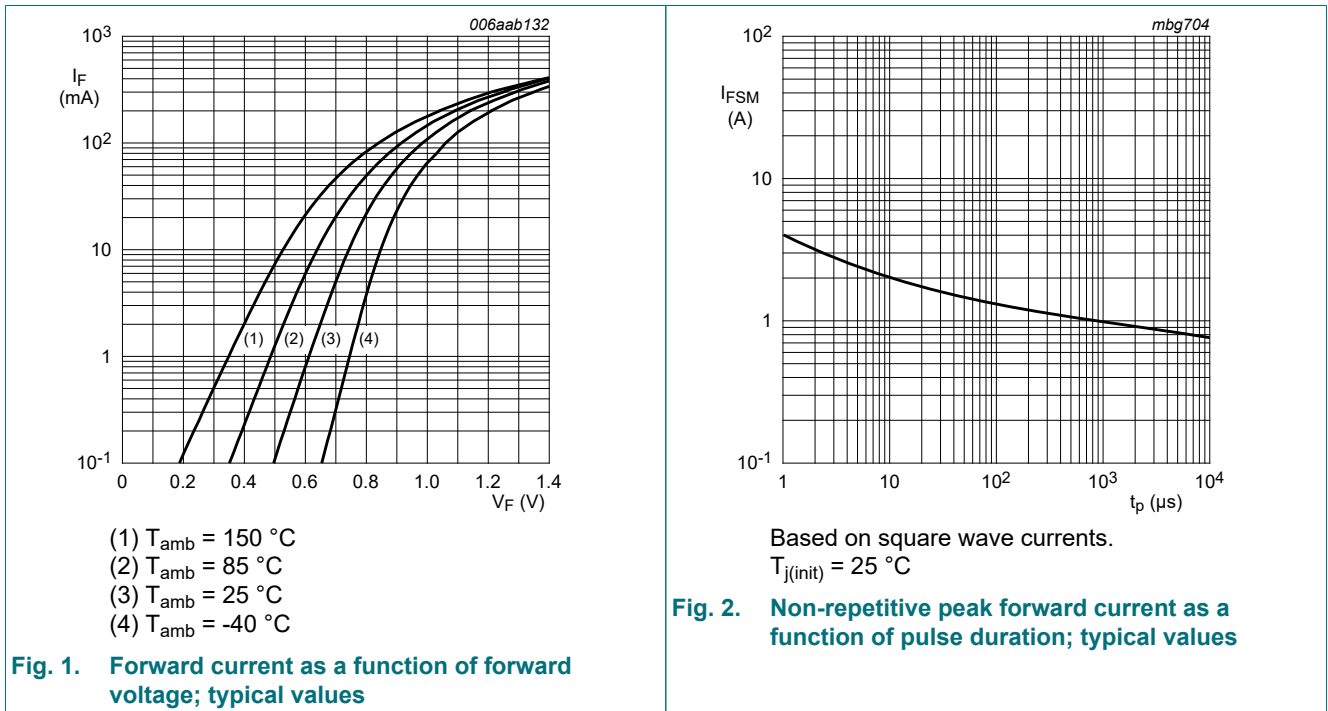 006aab132
10³
I_F
(mA)
10²
10
1
10⁻¹
(1)
(2)
(3)
(4)
0
0.2
0.4
0.6
0.8
1.0
1.2
1.4
V_F (V)
(1) T_amb = 150 °C
(2) T_amb = 85 °C
(3) T_amb = 25 °C
(4) T_amb = -40 °C
Fig. 1. Forward current as a function of forward
voltage; typical values
mbg704
10²
I_FSM
(A)
10
1
10⁻¹
1
10
10²
10³
10⁴
t_p (µs)
Based on square wave currents.
T_j(init) = 25 °C
Fig. 2. Non-repetitive peak forward current as a
function of pulse duration; typical values